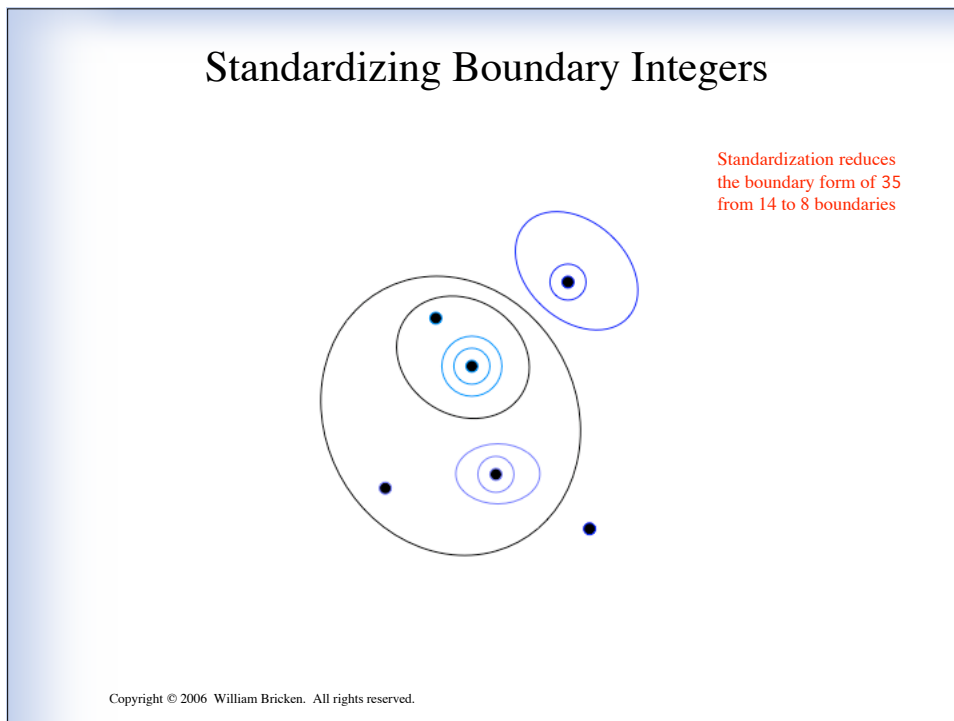 Standardizing Boundary Integers
Standardization reduces
the boundary form of 35
from 14 to 8 boundaries
Copyright © 2006  William Bricken.  All rights reserved.